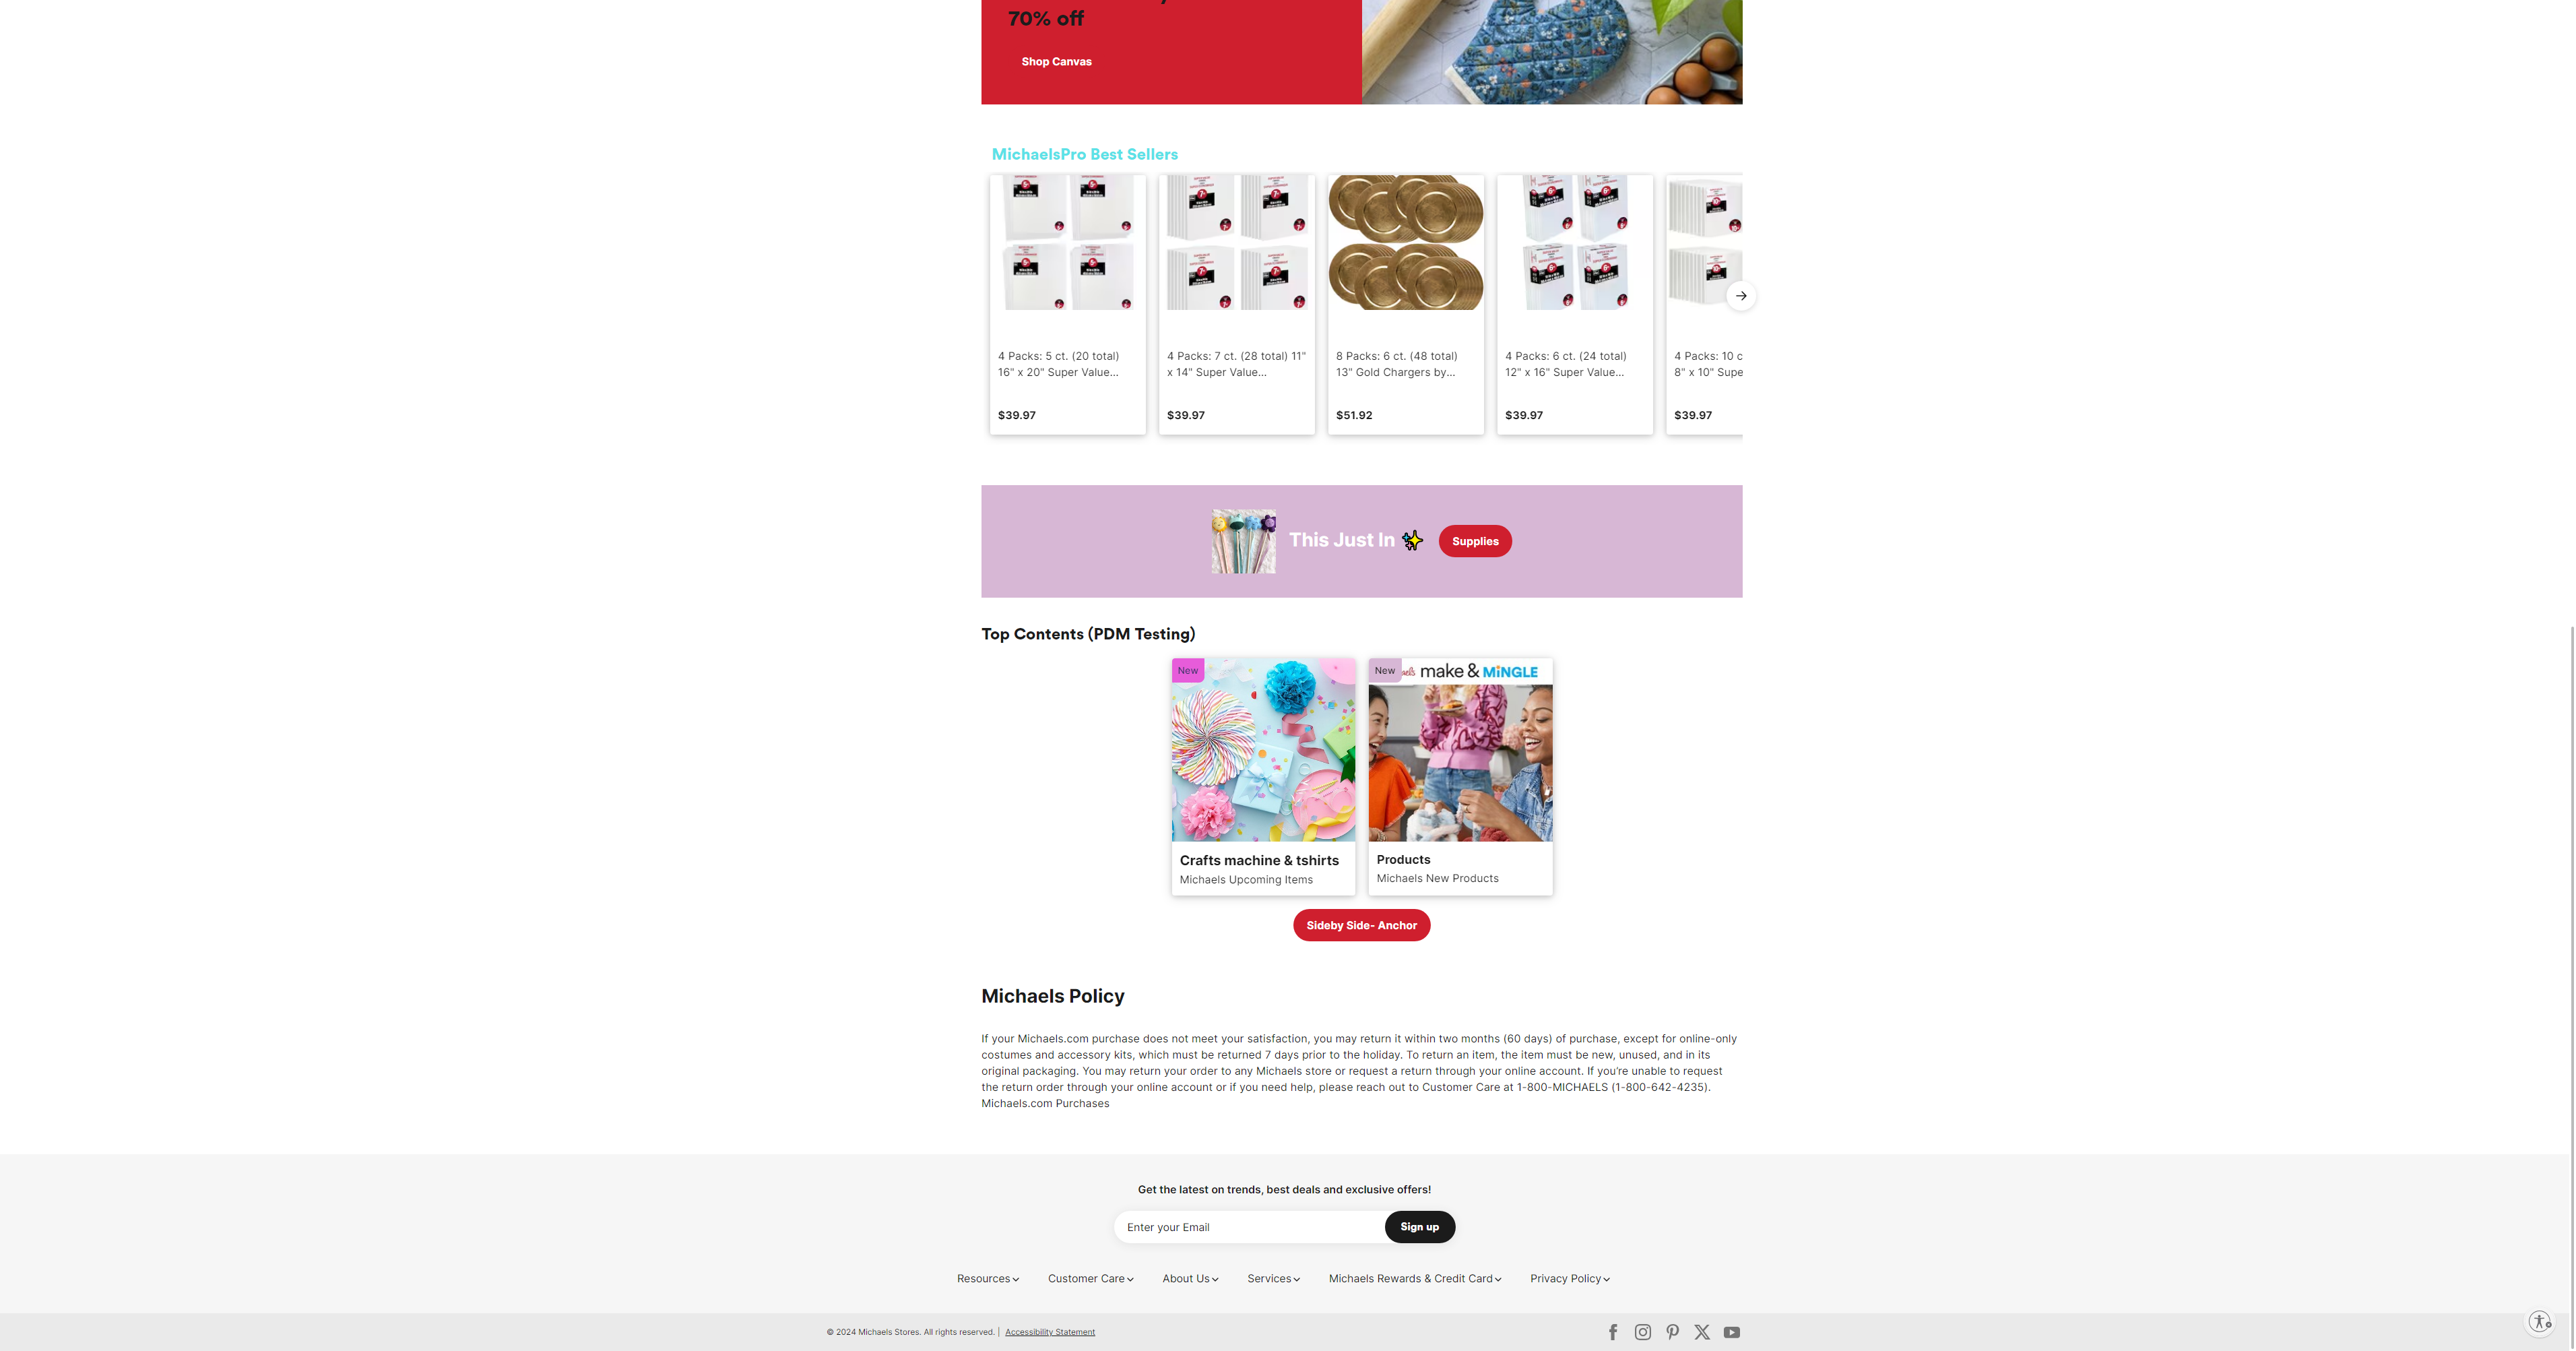 70% off
Shop Canvas
MichaelsPro Best Sellers
4 Packs: 5 ct. (20 total)
16" x 20" Super Value...
$39.97
4 Packs: 7 ct. (28 total) 11"
x 14" Super Value...
$39.97
8 Packs: 6 ct. (48 total)
13" Gold Chargers by...
$51.92
4 Packs: 6 ct. (24 total)
12" x 16" Super Value...
$39.97
4 Packs: 10 c
8" x 10" Supe
$39.97
This Just In ✨
Supplies
Top Contents (PDM Testing)
New
Crafts machine & tshirts
Michaels Upcoming Items
New
make & MiNGLE
Products
Michaels New Products
Sideby Side- Anchor
Michaels Policy
If your Michaels.com purchase does not meet your satisfaction, you may return it within two months (60 days) of purchase, except for online-only
costumes and accessory kits, which must be returned 7 days prior to the holiday. To return an item, the item must be new, unused, and in its
original packaging. You may return your order to any Michaels store or request a return through your online account. If you're unable to request
the return order through your online account or if you need help, please reach out to Customer Care at 1-800-MICHAELS (1-800-642-4235).
Michaels.com Purchases
Get the latest on trends, best deals and exclusive offers!
Enter your Email
Sign up
Resources
Customer Care
About Us
Services
Michaels Rewards & Credit Card
Privacy Policy
© 2024 Michaels Stores. All rights reserved. |
Accessibility Statement